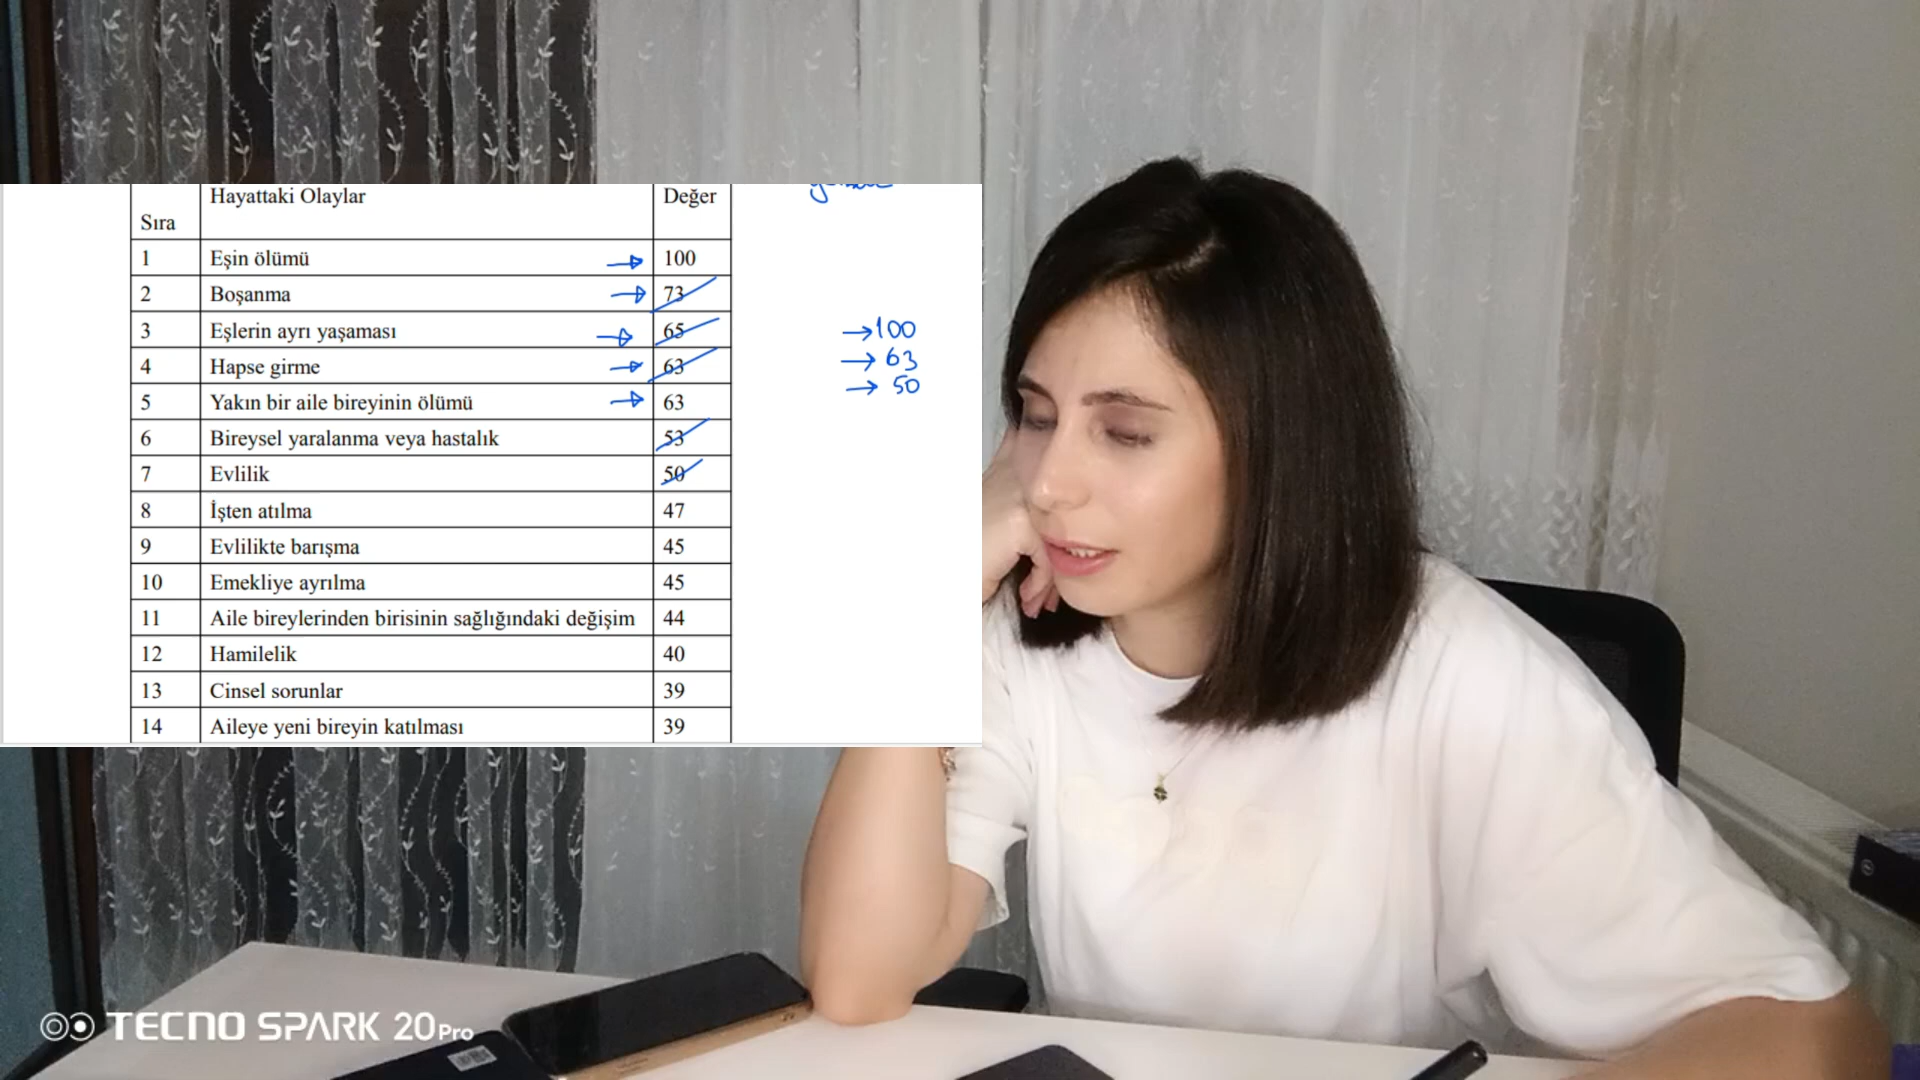 Hayattaki Olaylar Değer
Sıra
1 Eşin ölümü → 100
2 Boşanma → 73
3 Eşlerin ayrı yaşaması → 65 → 100
4 Hapse girme → 63 → 63
5 Yakın bir aile bireyinin ölümü → 63 → 50
6 Bireysel yaralanma veya hastalık 53
7 Evlilik 50
8 İşten atılma 47
9 Evlilikte barışma 45
10 Emekliye ayrılma 45
11 Aile bireylerinden birisinin sağlığındaki değişim 44
12 Hamilelik 40
13 Cinsel sorunlar 39
14 Aileye yeni bireyin katılması 39
TECNO SPARK 20 Pro